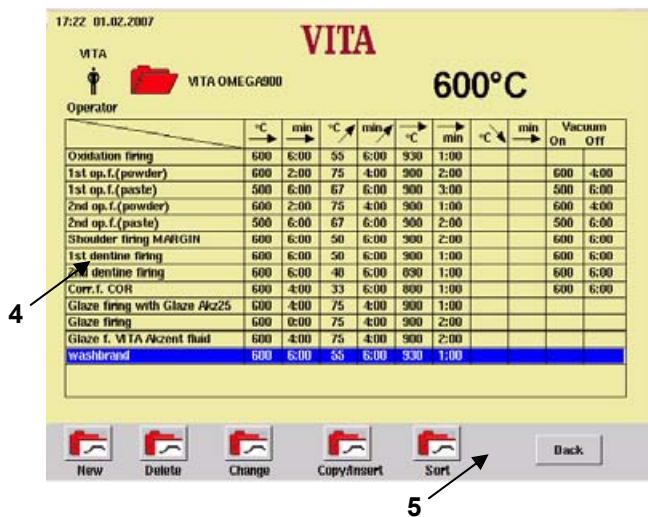 17:22 01.02.2007
VITA
VITA
VITA OMEGA900
600°C
Operator
°C min °C min °C min °C min Vacuum
On Off
Oxidation firing 600 6:00 55 6:00 930 1:00
1st op.f.(powder) 600 2:00 75 4:00 900 2:00 600 4:00
1st op.f.(paste) 500 6:00 67 6:00 900 3:00 500 6:00
2nd op.f.(powder) 600 2:00 75 4:00 900 1:00 600 4:00
2nd op.f.(paste) 500 6:00 67 6:00 900 2:00 500 6:00
Shoulder firing MARGIN 600 6:00 50 6:00 900 2:00 600 6:00
1st dentine firing 600 6:00 50 6:00 900 1:00 600 6:00
2nd dentine firing 600 6:00 48 6:00 890 1:00 600 6:00
Corr.f. COR 600 4:00 33 6:00 800 1:00 600 6:00
Glaze firing with Glaze Akz25 600 4:00 75 4:00 900 1:00
Glaze firing 600 0:00 75 4:00 900 2:00
Glaze f. VITA Akzent fluid 600 4:00 75 4:00 900 2:00
washbrand 600 6:00 55 6:00 930 1:00
4
New Delete Change Copy/Insert Sort Back
5